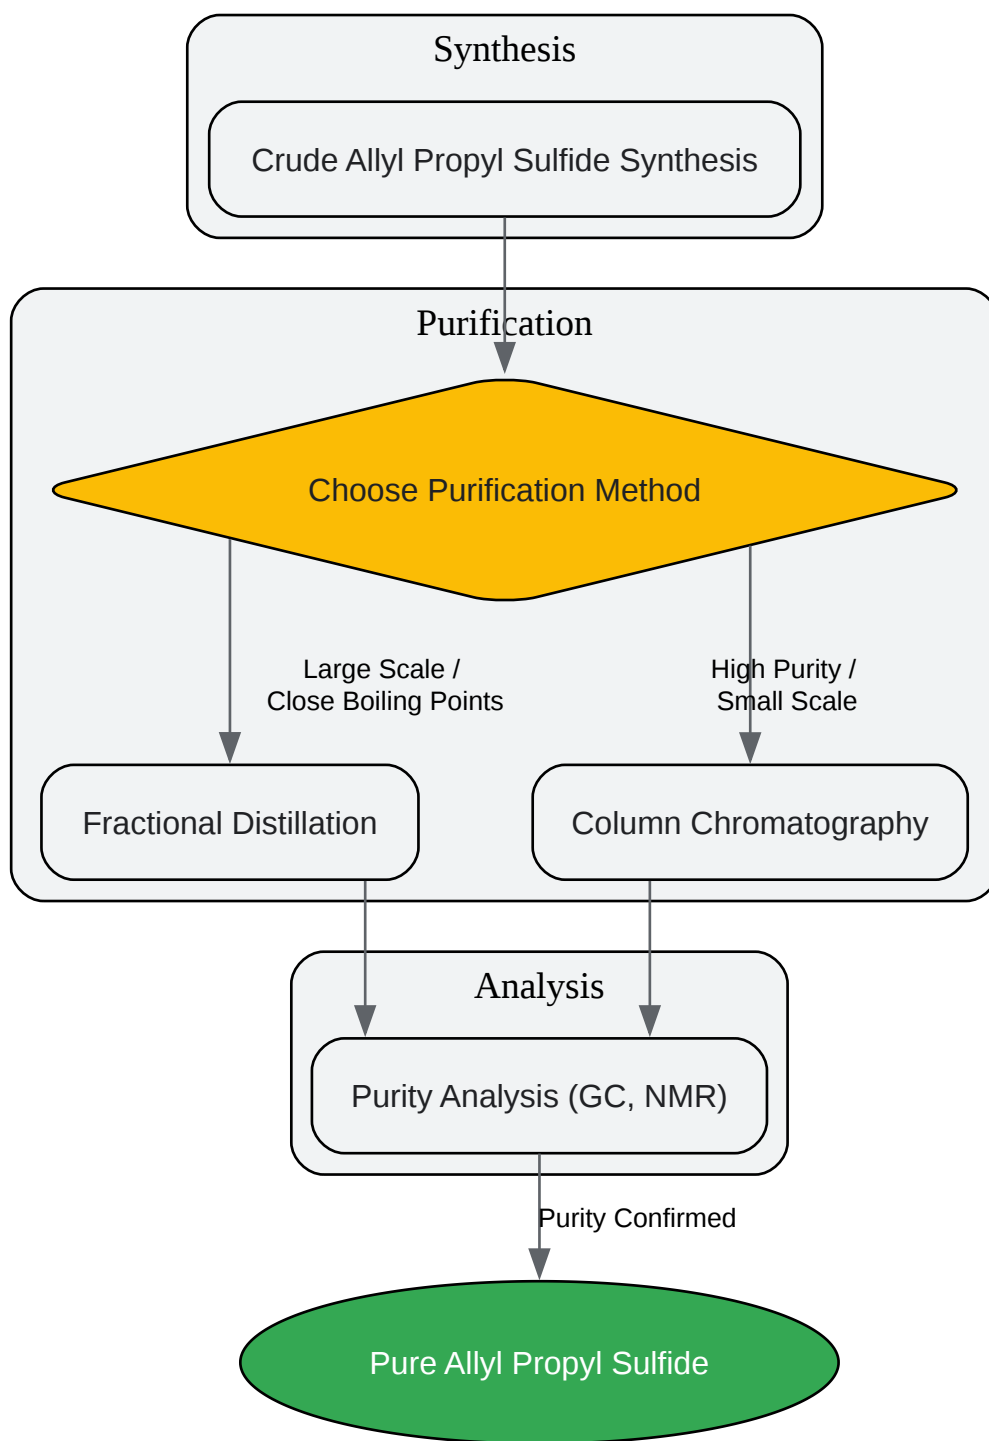 Synthesis
Crude Allyl Propyl Sulfide Synthesis
Purification
Choose Purification Method
Large Scale /
Close Boiling Points
High Purity /
Small Scale
Fractional Distillation
Column Chromatography
Analysis
Purity Analysis (GC, NMR)
Purity Confirmed
Pure Allyl Propyl Sulfide